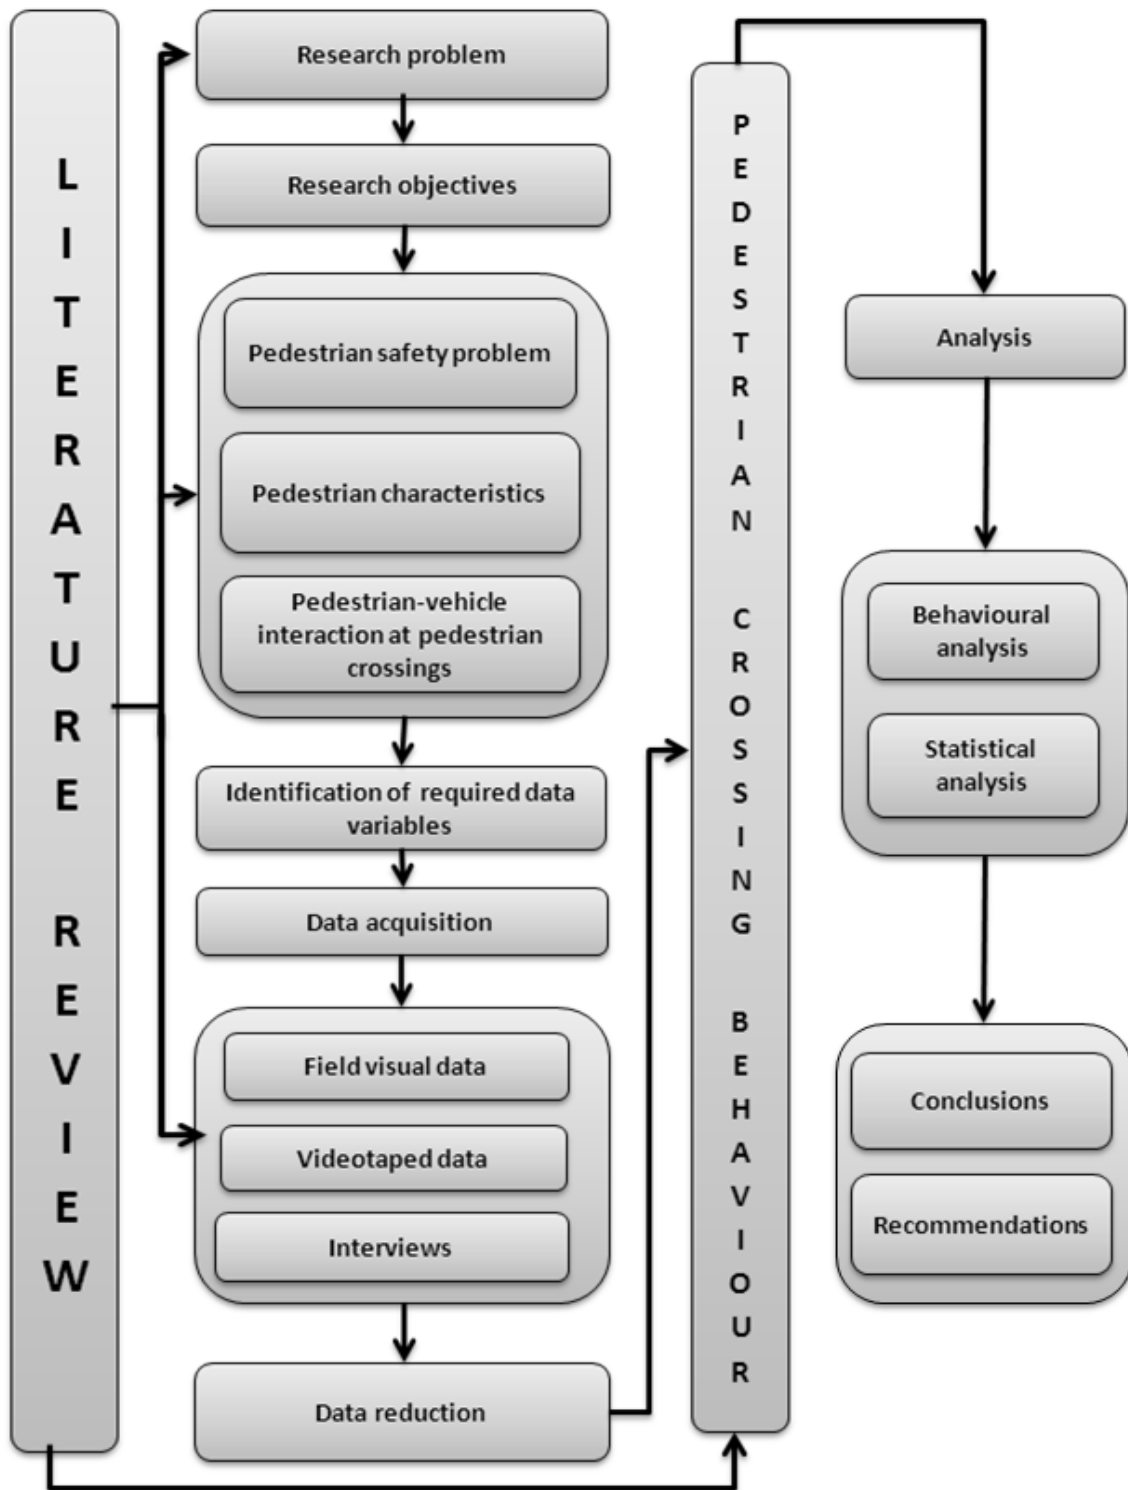 LITERATURE REVIEW
Research problem
Research objectives
Pedestrian safety problem
Pedestrian characteristics
Pedestrian-vehicle
interaction at pedestrian
crossings
Identification of required data
variables
Data acquisition
Field visual data
Videotaped data
Interviews
Data reduction
PEDESTRIAN CROSSING BEHAVIOUR
Analysis
Behavioural
analysis
Statistical
analysis
Conclusions
Recommendations